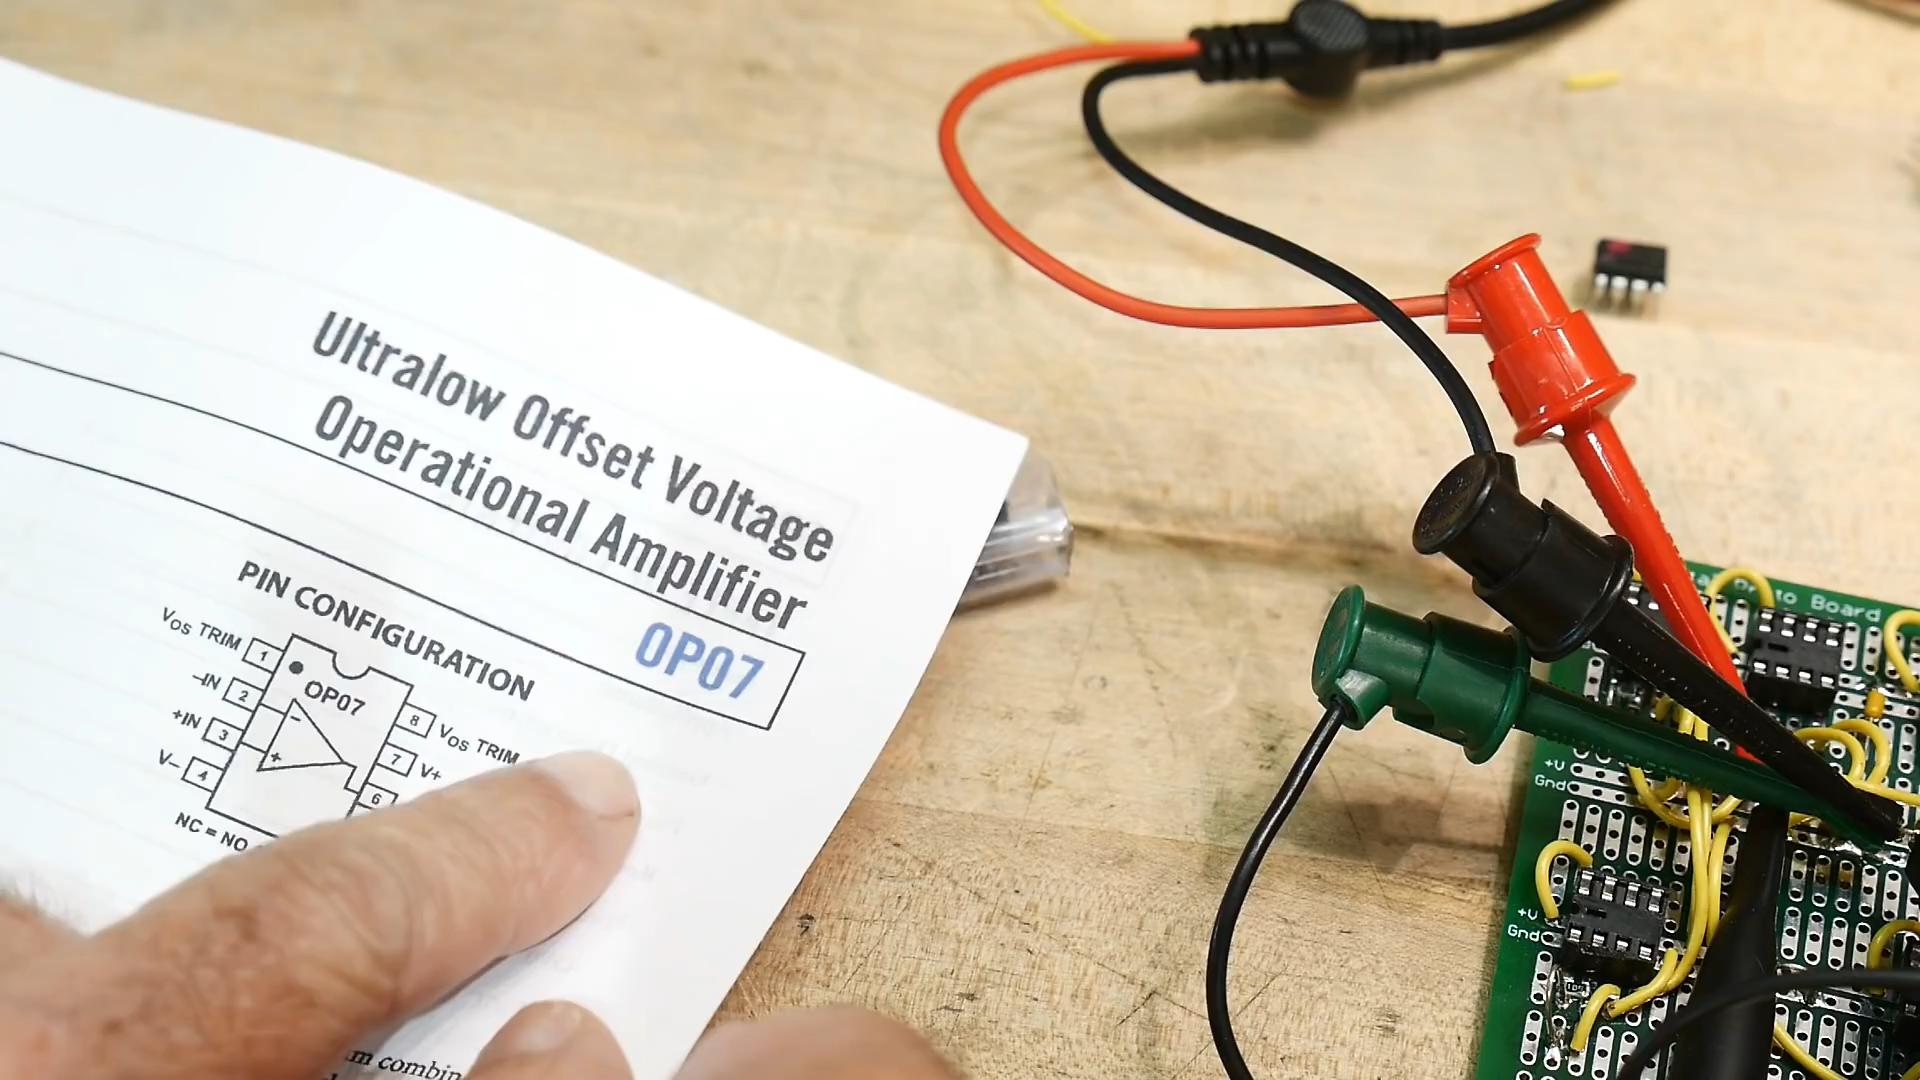 Ultralow Offset Voltage
Operational Amplifier
OP07
PIN CONFIGURATION
VOS TRIM 1
–IN 2
+IN 3
V– 4
OP07
8 VOS TRIM
7 V+
6
NC = NO
combin
Board
+V
Gnd
+V
Gnd